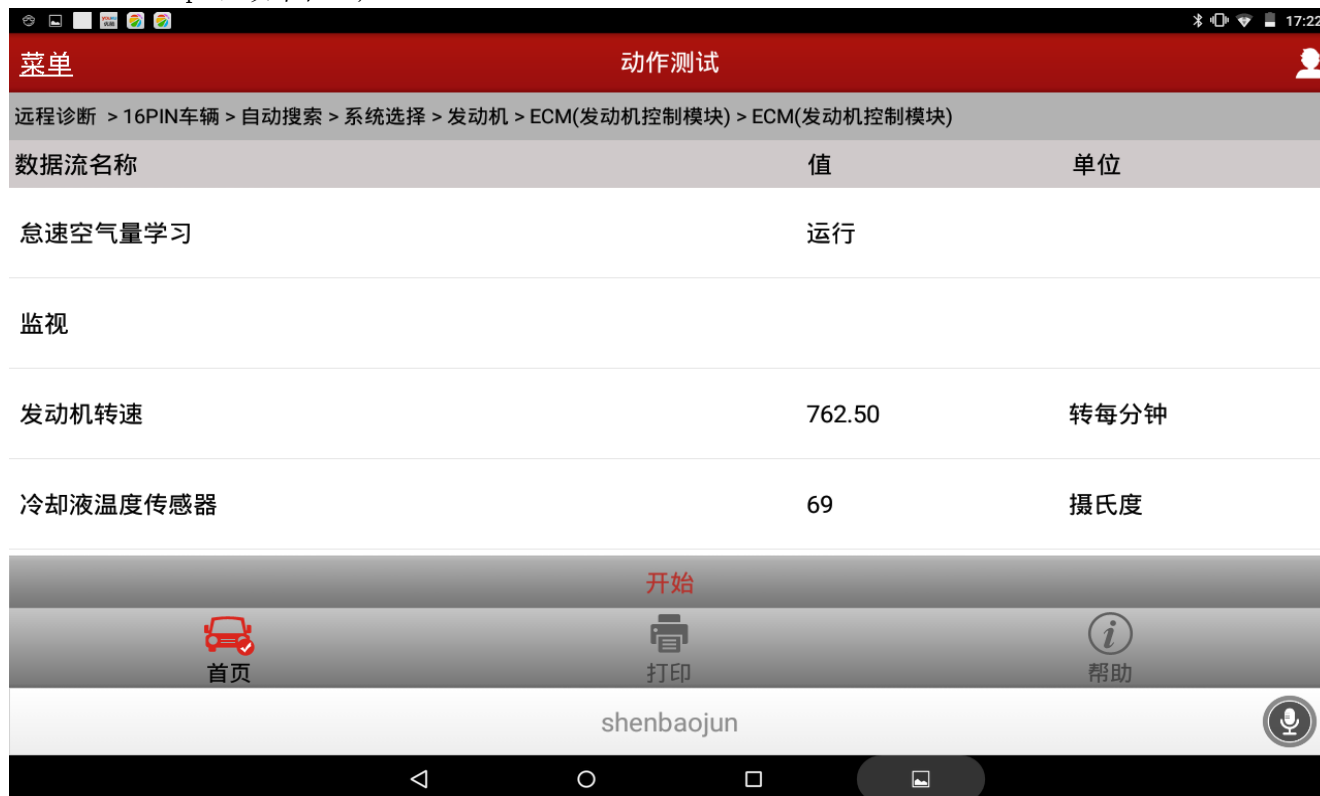 17:22
菜单
动作测试
远程诊断 > 16PIN车辆 > 自动搜索 > 系统选择 > 发动机 > ECM(发动机控制模块) > ECM(发动机控制模块)
数据流名称 值 单位
怠速空气量学习 运行
监视
发动机转速 762.50 转每分钟
冷却液温度传感器 69 摄氏度
开始
首页 打印 帮助
shenbaojun